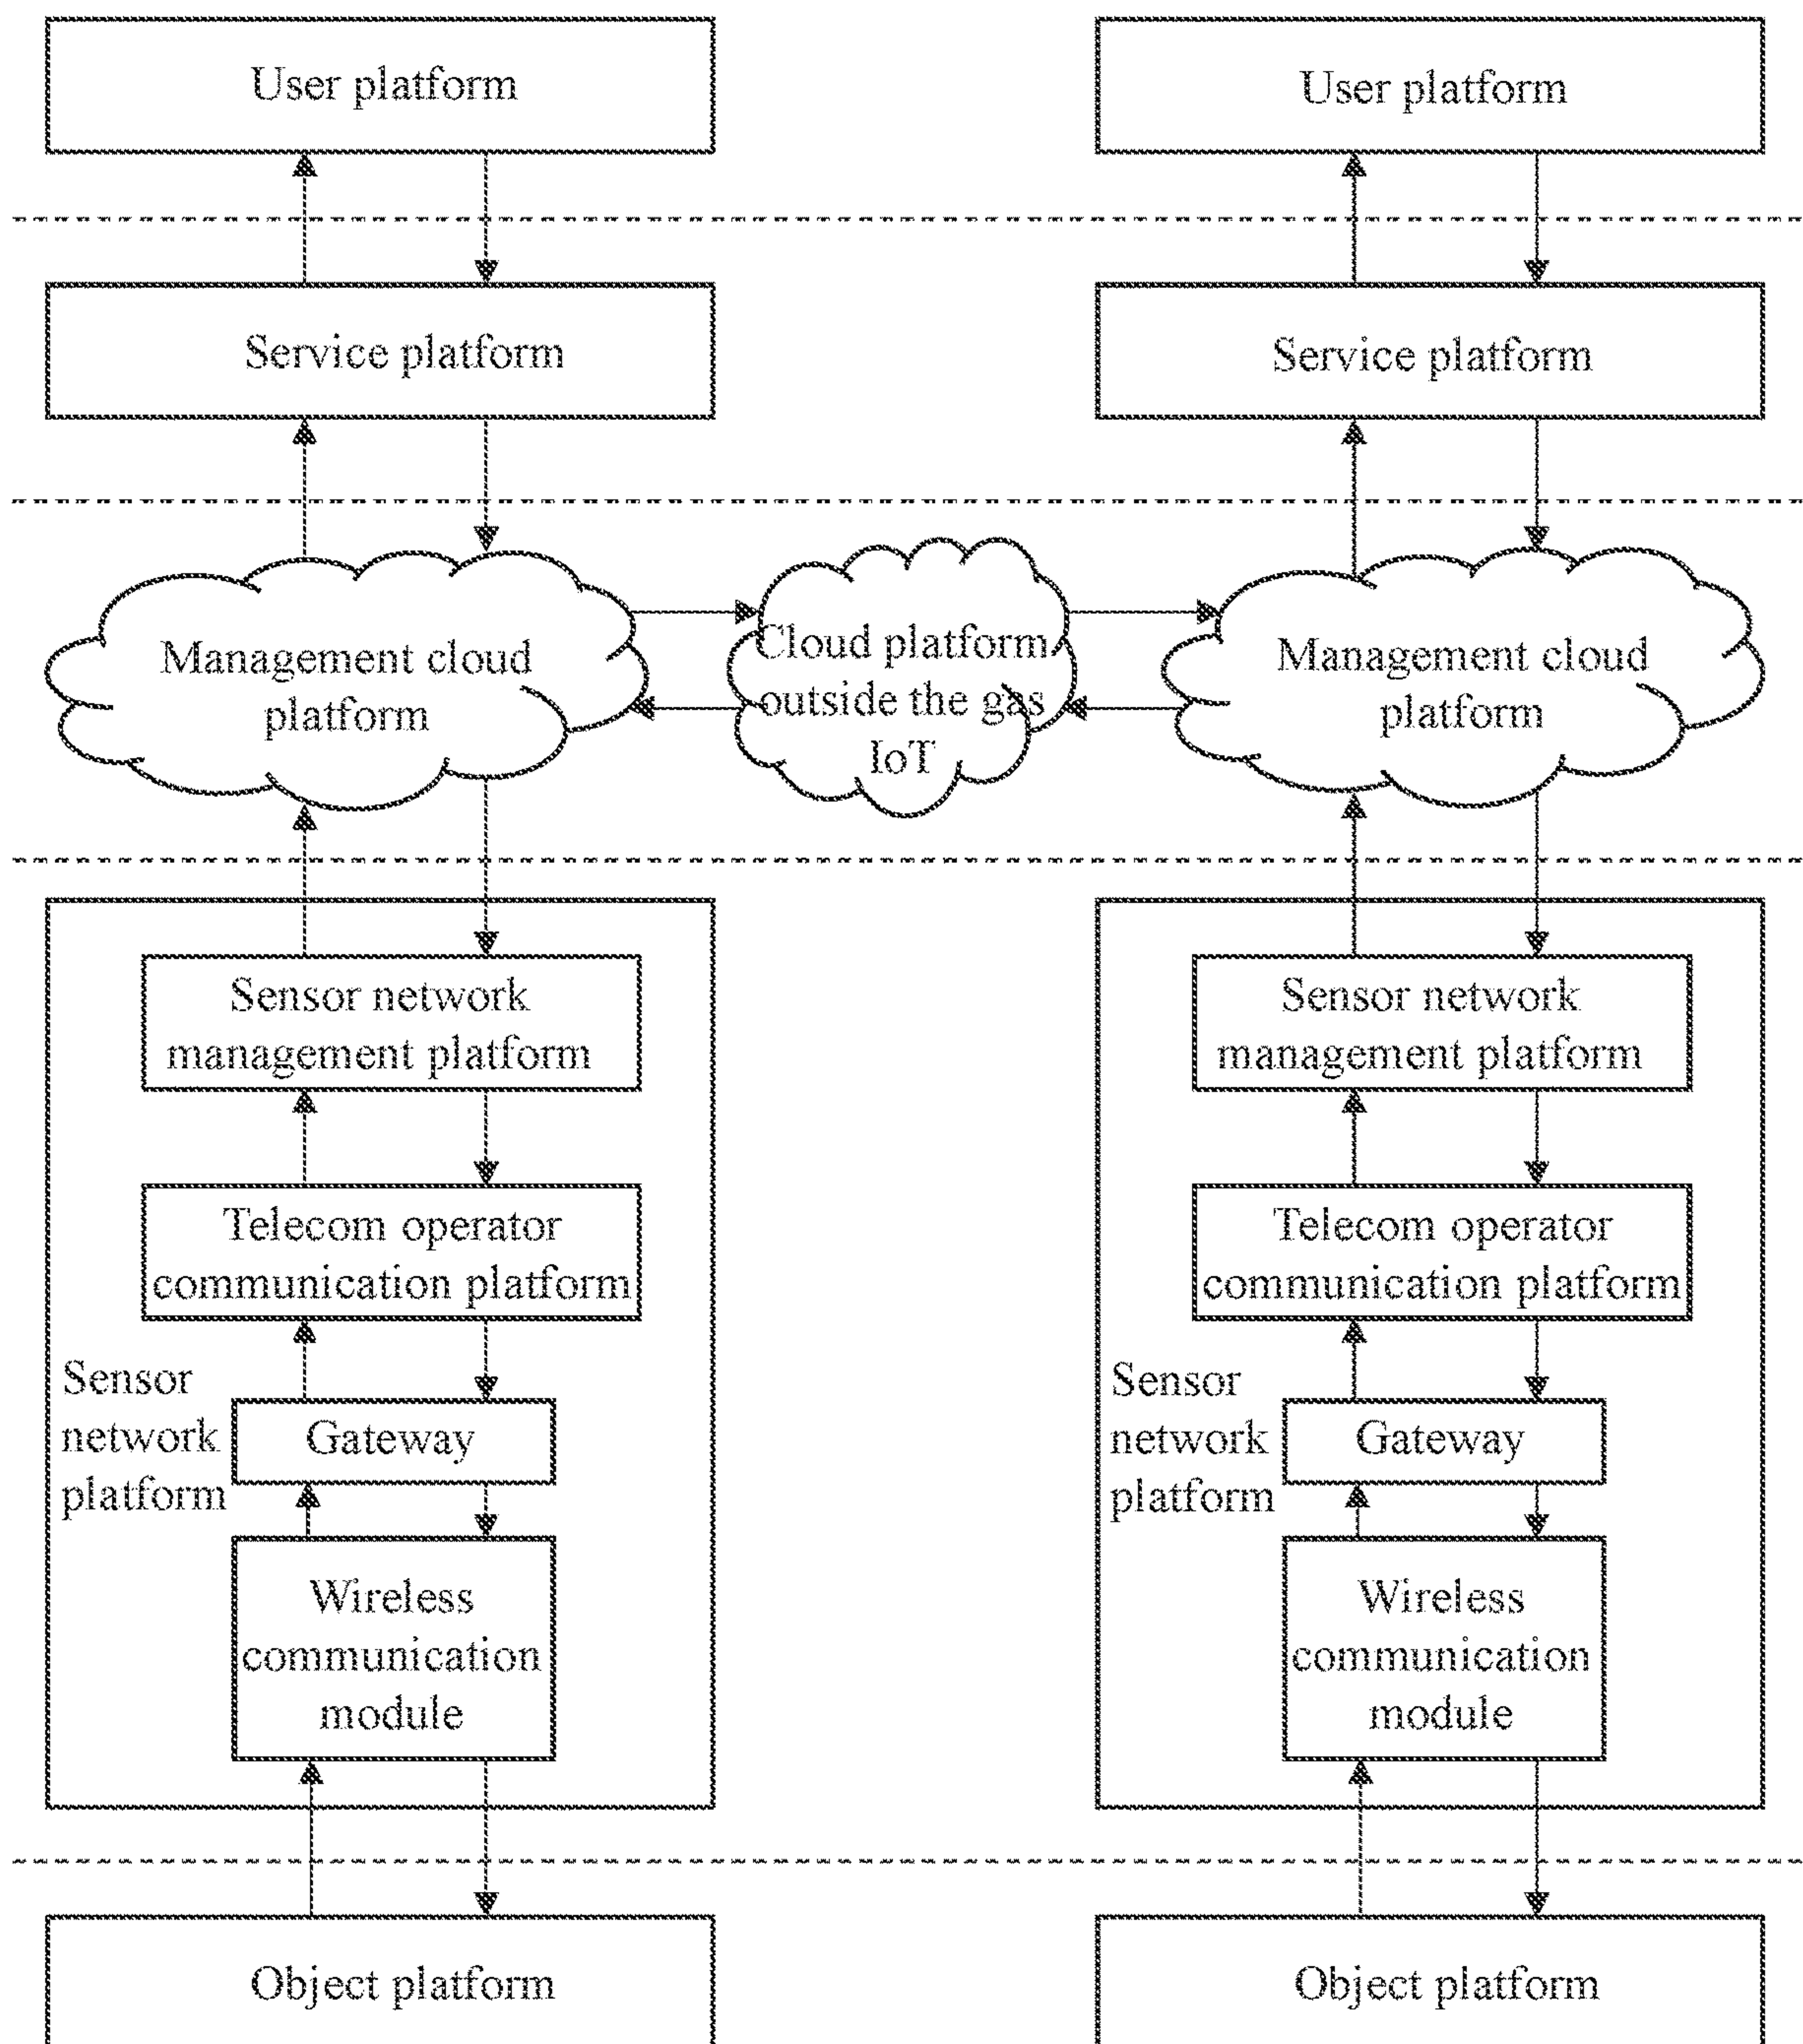 User platform
User platform
Service platform
Service platform
Management cloud
platform
Cloud platform
outside the gas
IoT
Management cloud
platform
Sensor network
management platform
Sensor network
management platform
Telecom operator
communication platform
Telecom operator
communication platform
Sensor
network
platform
Sensor
network
platform
Gateway
Gateway
Wireless
communication
module
Wireless
communication
module
Object platform
Object platform